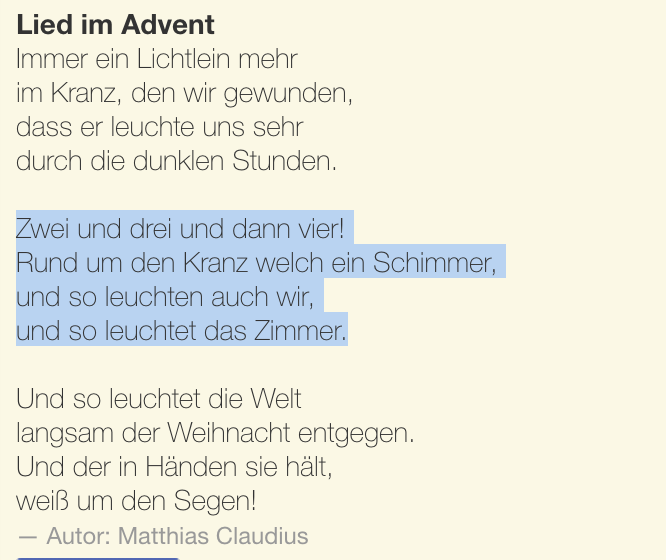 Lied im Advent
Immer ein Lichtlein mehr
im Kranz, den wir gewunden,
dass er leuchte uns sehr
durch die dunklen Stunden.

Zwei und drei und dann vier!
Rund um den Kranz welch ein Schimmer,
und so leuchten auch wir,
und so leuchtet das Zimmer.

Und so leuchtet die Welt
langsam der Weihnacht entgegen.
Und der in Händen sie hält,
weiß um den Segen!
— Autor: Matthias Claudius